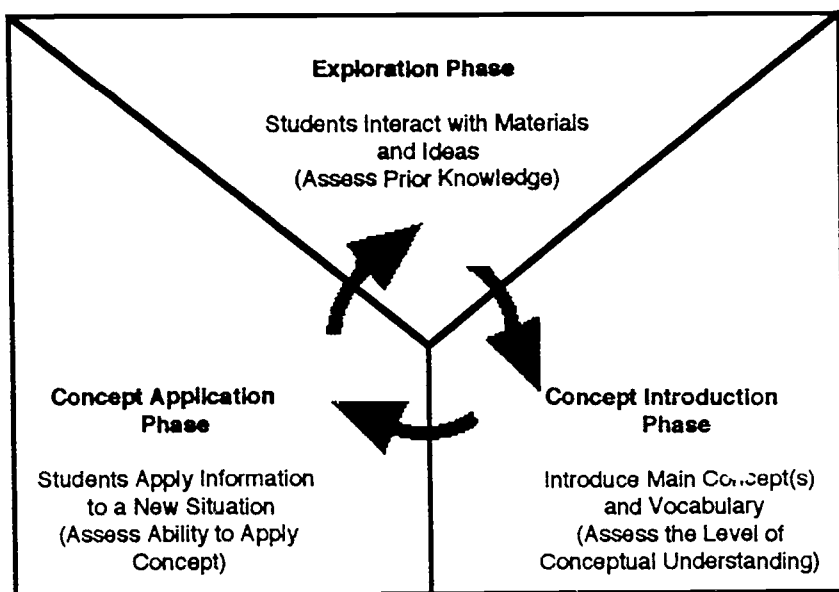 Exploration Phase
Students Interact with Materials
and Ideas
(Assess Prior Knowledge)
Concept Application
Phase
Students Apply Information
to a New Situation
(Assess Ability to Apply
Concept)
Concept Introduction
Phase
Introduce Main Concept(s)
and Vocabulary
(Assess the Level of
Conceptual Understanding)